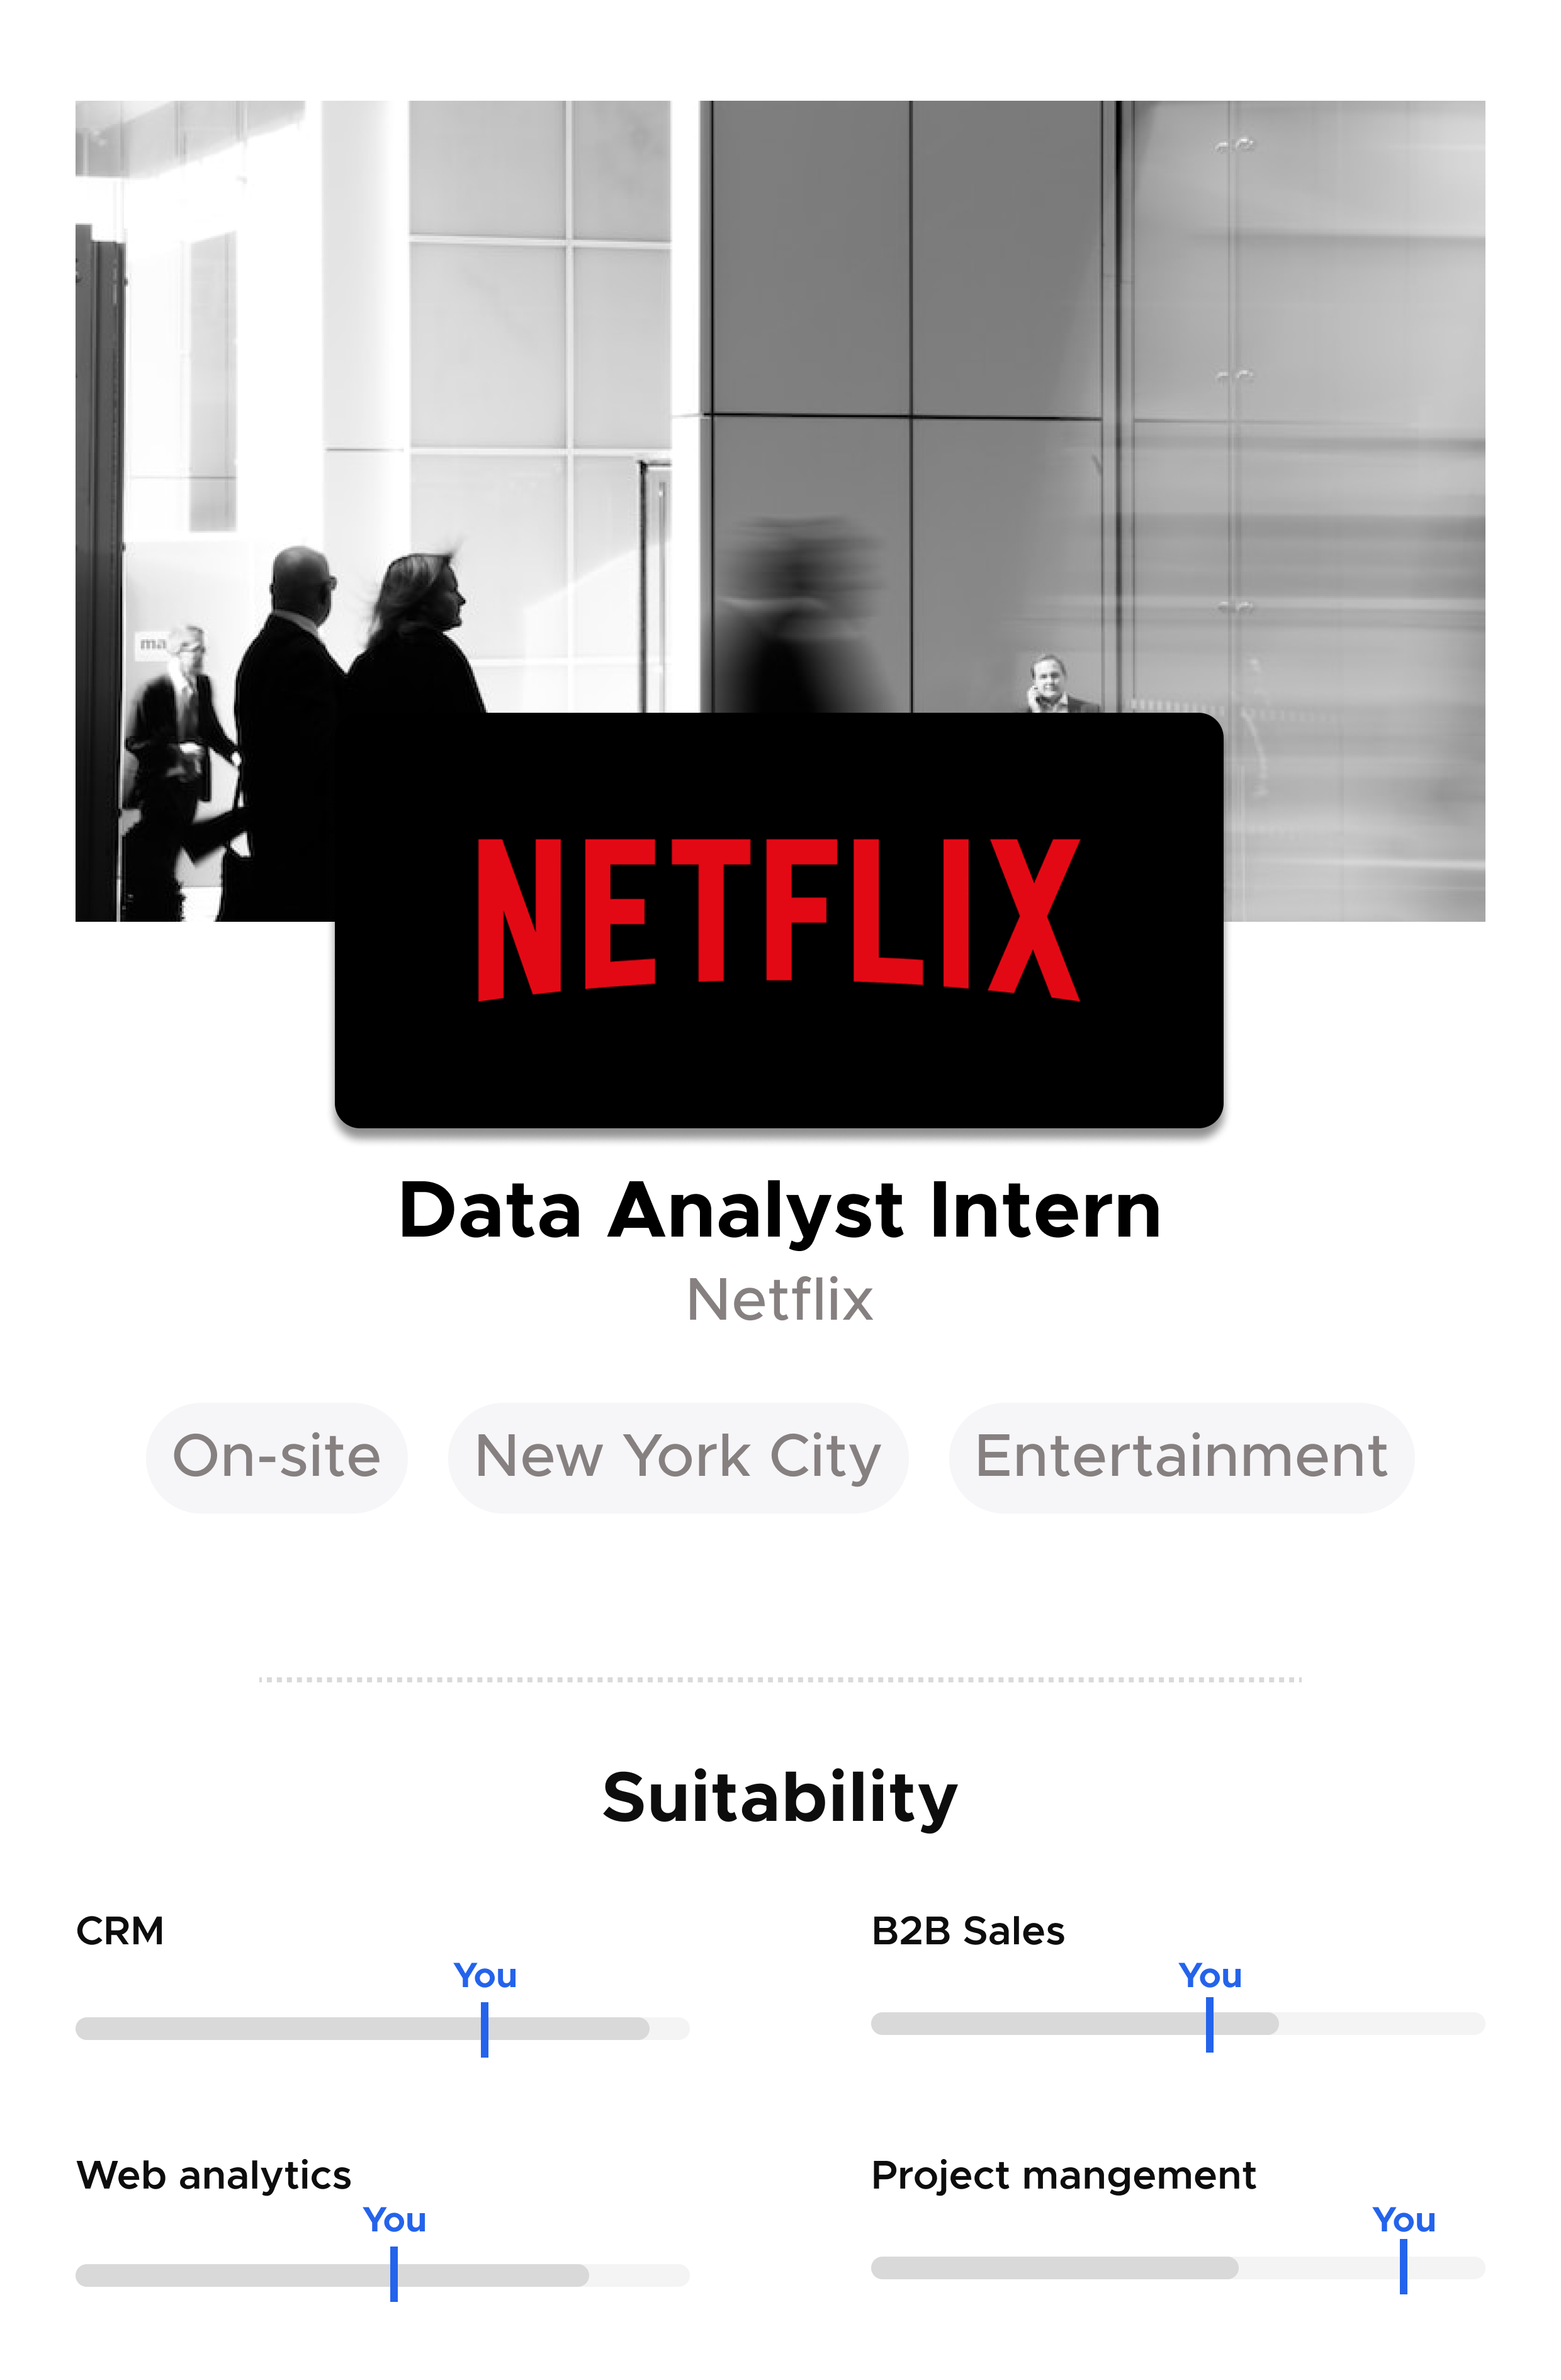 ma
NETFLIX
Data Analyst Intern
Netflix
On-site
New York City
Entertainment
Suitability
CRM
You
B2B Sales
You
Web analytics
You
Project mangement
You